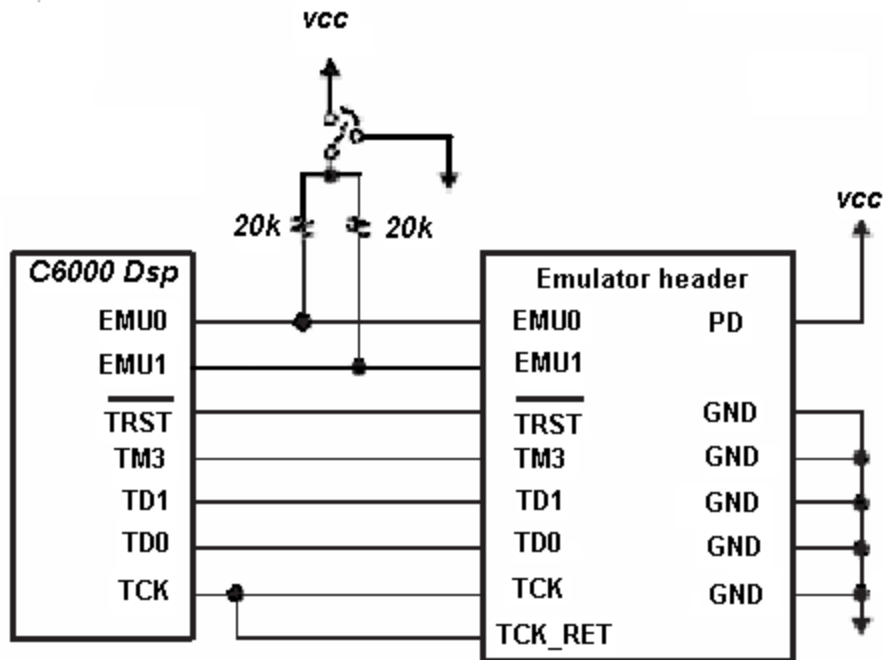 vcc
20k
20k
vcc
C6000 Dsp
EMU0
EMU1
TRST
TM3
TD1
TD0
TCK
Emulator header
EMU0
EMU1
TRST
TM3
TD1
TD0
TCK
TCK_RET
PD
GND
GND
GND
GND
GND